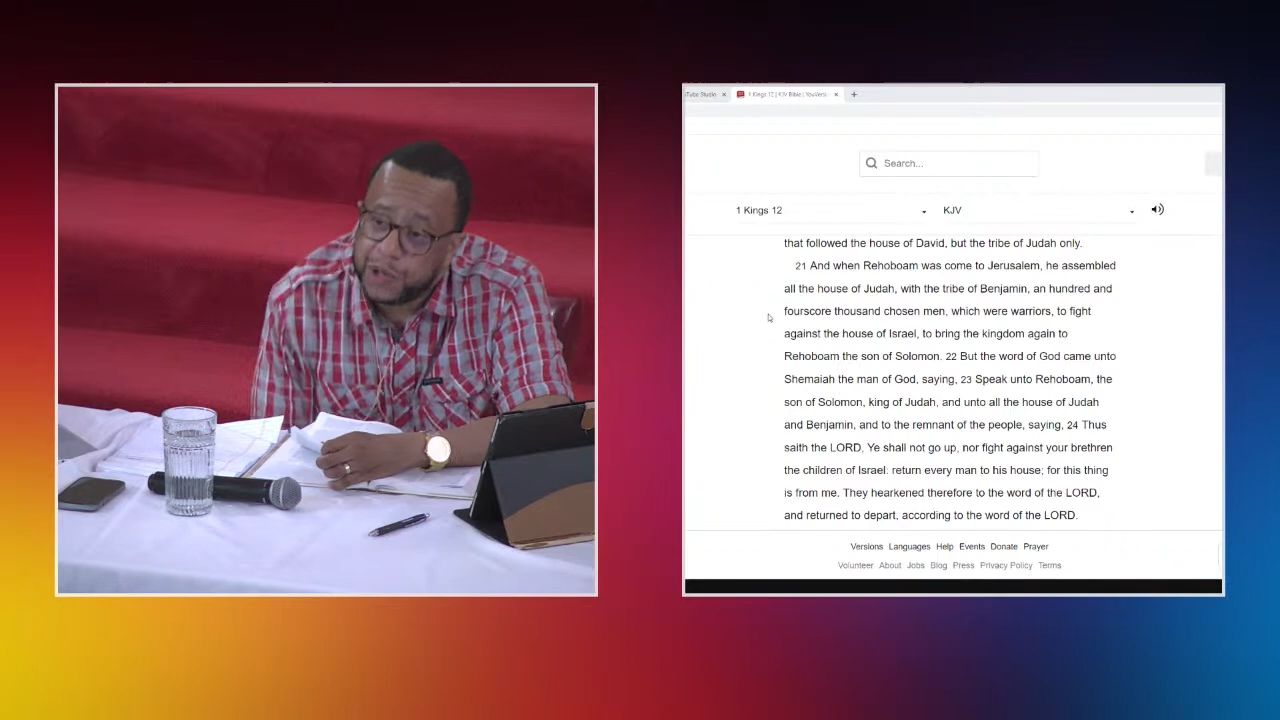 iTube Studio
1 Kings 12 | KJV Bible | YouVers
Search...
1 Kings 12
KJV
that followed the house of David, but the tribe of Judah only.
21 And when Rehoboam was come to Jerusalem, he assembled
all the house of Judah, with the tribe of Benjamin, an hundred and
fourscore thousand chosen men, which were warriors, to fight
against the house of Israel, to bring the kingdom again to
Rehoboam the son of Solomon. 22 But the word of God came unto
Shemaiah the man of God, saying, 23 Speak unto Rehoboam, the
son of Solomon, king of Judah, and unto all the house of Judah
and Benjamin, and to the remnant of the people, saying, 24 Thus
saith the LORD, Ye shall not go up, nor fight against your brethren
the children of Israel: return every man to his house; for this thing
is from me. They hearkened therefore to the word of the LORD,
and returned to depart, according to the word of the LORD.
Versions Languages Help Events Donate Prayer
Volunteer About Jobs Blog Press Privacy Policy Terms